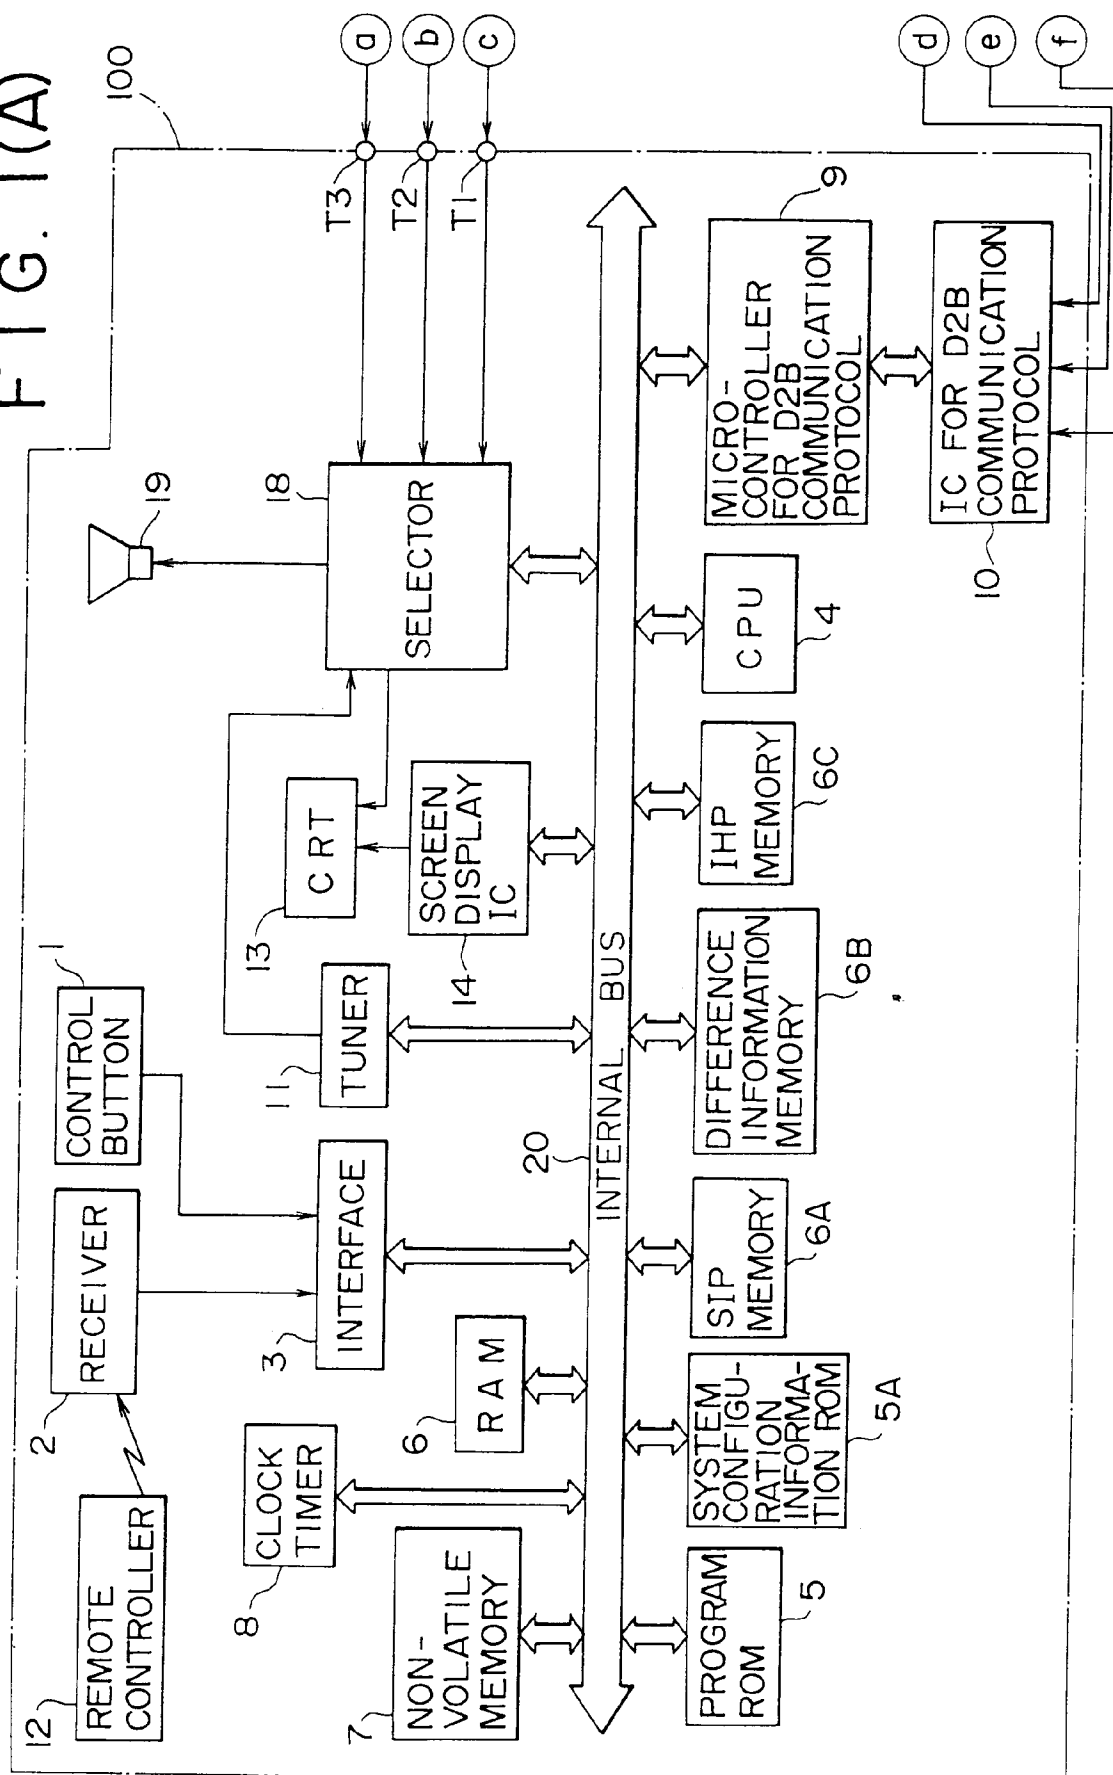 FIG. 1(A)
100
a
b
c
T3
T2
T1
d
e
f
12
REMOTE
CONTROLLER
2
RECEIVER
1
CONTROL
BUTTON
19
8
CLOCK
TIMER
3
INTERFACE
11
TUNER
13
CRT
18
SELECTOR
7
NON-
VOLATILE
MEMORY
6
RAM
14
SCREEN
DISPLAY
IC
20
INTERNAL BUS
PROGRAM
ROM
5
SYSTEM
CONFIGU-
RATION
INFORMA-
TION ROM
5A
SIP
MEMORY
6A
DIFFERENCE
INFORMATION
MEMORY
6B
IHP
MEMORY
6C
CPU
4
MICRO-
CONTROLLER
FOR D2B
COMMUNICATION
PROTOCOL
9
IC FOR D2B
COMMUNICATION
PROTOCOL
10